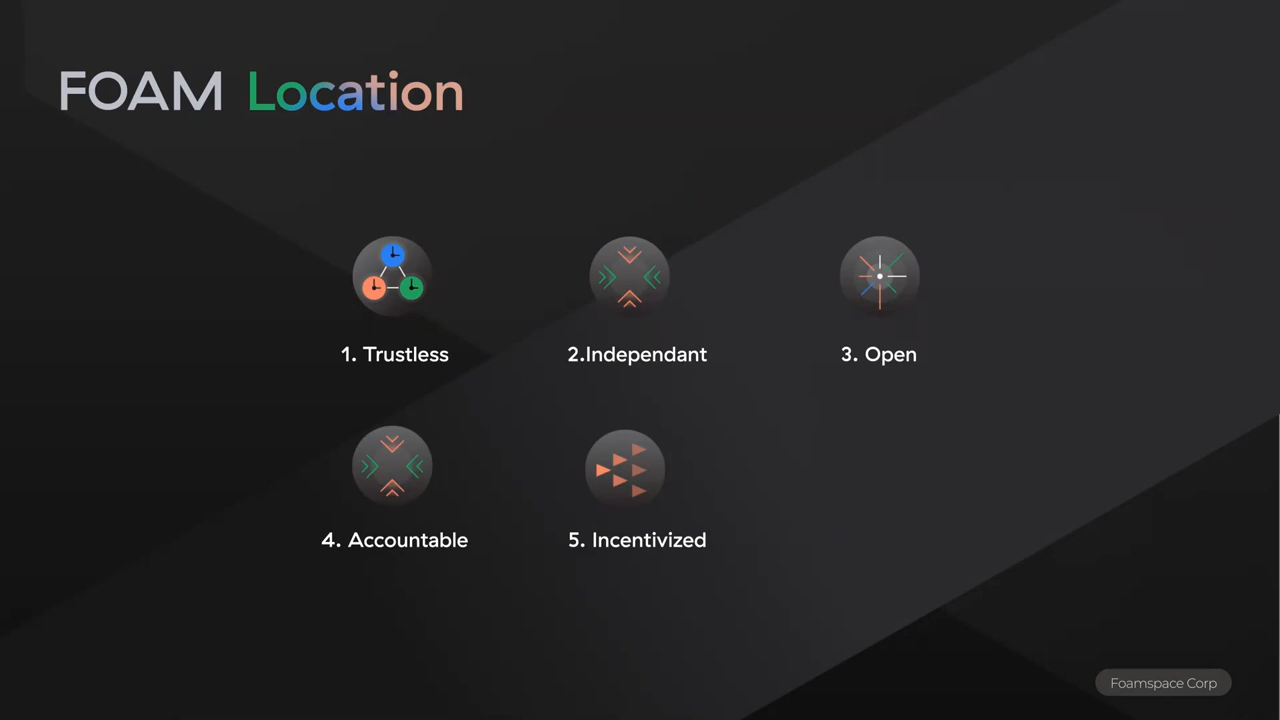 FOAM Location
1. Trustless
2.Independant
3. Open
4. Accountable
5. Incentivized
Foamspace Corp